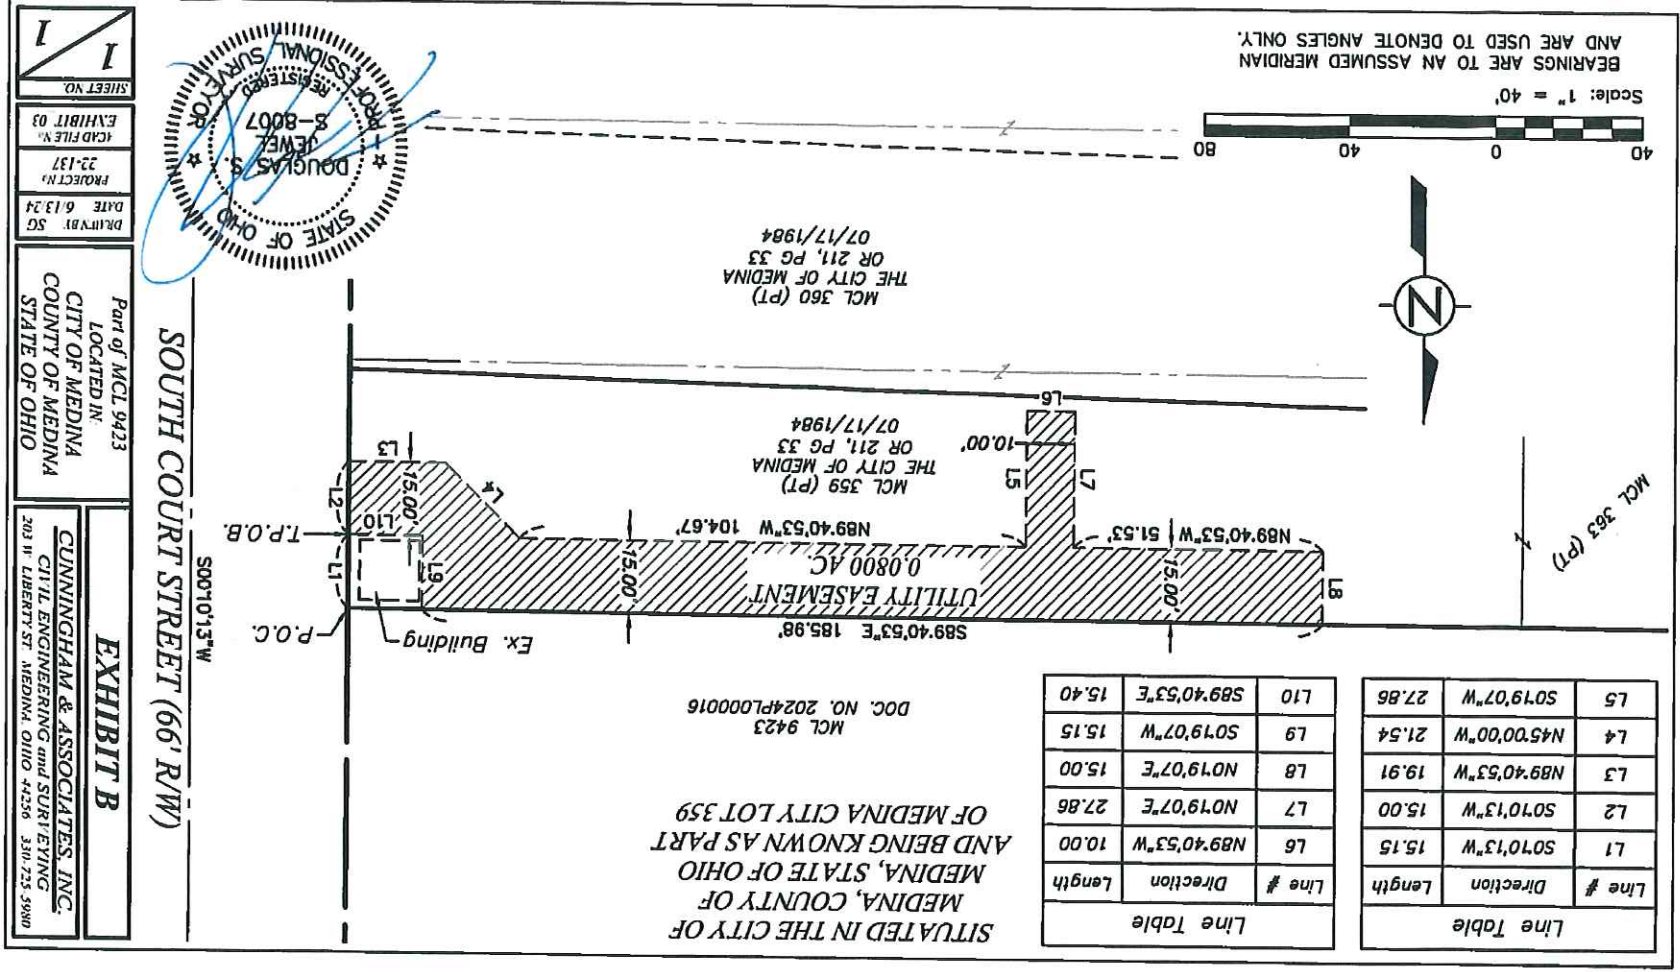 Line Table
Line # Direction Length
L1 S0°10'13"W 15.15
L2 S0°10'13"W 15.00
L3 N89°40'53"W 19.91
L4 N45°00'00"W 21.54
L5 S0°19'07"W 27.86
Line Table
Line # Direction Length
L6 N89°40'53"W 10.00
L7 N0°19'07"E 27.86
L8 N0°19'07"E 15.00
L9 S0°19'07"W 15.15
L10 S89°40'53"E 15.40
SITUATED IN THE CITY OF
MEDINA, COUNTY OF
MEDINA, STATE OF OHIO
AND BEING KNOWN AS PART
OF MEDINA CITY LOT 359
MCL 9423
DOC. NO. 2024PL000016
S89°40'53"E 185.98'
Ex. Building
P.O.C.
T.P.O.B.
UTILITY EASEMENT
0.0800 AC.
15.00'
15.00'
15.00'
N89°40'53"W 51.53'
N89°40'53"W 104.67'
10.00'
L1
L2
L3
L4
L5
L6
L7
L8
L9
L10
MCL 363 (PT)
MCL 359 (PT)
THE CITY OF MEDINA
OR 211, PG 33
07/17/1984
MCL 360 (PT)
THE CITY OF MEDINA
OR 211, PG 33
07/17/1984
SOUTH COURT STREET (66' R/W)
S00°10'13"W
N
40 0 40 80
Scale: 1" = 40'
BEARINGS ARE TO AN ASSUMED MERIDIAN
AND ARE USED TO DENOTE ANGLES ONLY.
STATE OF OHIO
DOUGLAS S.
JEWEL
S-8007
REGISTERED
PROFESSIONAL SURVEYOR
EXHIBIT B
CUNNINGHAM & ASSOCIATES, INC.
CIVIL ENGINEERING and SURVEYING
203 W. LIBERTY ST. MEDINA, OHIO 44256 330-725-5980
Part of MCL 9423
LOCATED IN:
CITY OF MEDINA
COUNTY OF MEDINA
STATE OF OHIO
DRAWN BY SG
DATE 6/13/24
PROJECT No.
22-137
ACAD FILE No.
EXHIBIT 03
SHEET NO.
1/1